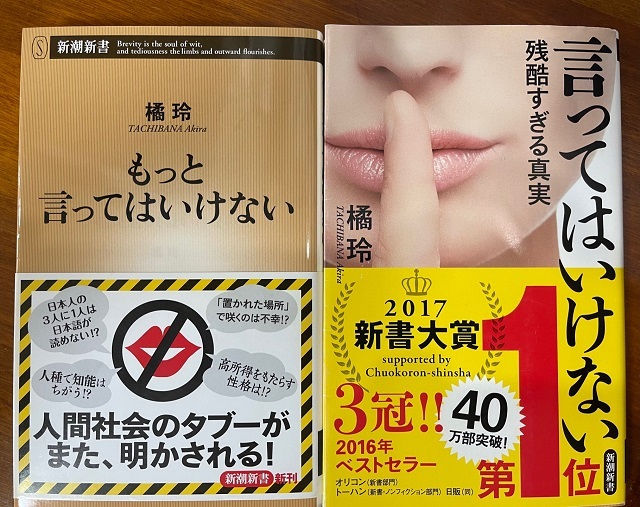 S
新潮新書
Brevity is the soul of wit,
and tediousness the limbs and outward flourishes.
橘 玲
TACHIBANA Akira
もっと
言ってはいけない
日本人の
3人に1人は
日本語が
読めない!?
「置かれた場所」
で咲くのは不幸!?
人種で知能は
ちがう!?
高所得をもたらす
性格は!?
人間社会のタブーが
また、明かされる!
新潮新書 新刊
言ってはいけない
残酷すぎる真実
橘 玲
TACHIBANA Akira
2017
新書大賞
supported by
Chuokoron-shinsha
第1位
3冠!!
2016年
ベストセラー
40
万部突破!
オリコン(新書部門)
トーハン(新書・ノンフィクション部門) 日販(同)
新潮新書